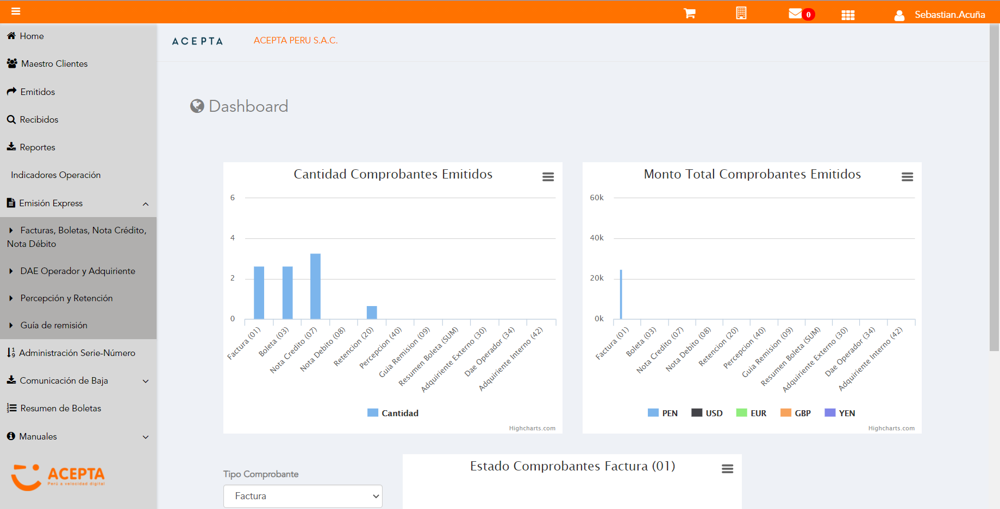 0
Sebastian.Acuña
Home
Maestro Clientes
Emitidos
Recibidos
Reportes
Indicadores Operación
Emisión Express
Facturas, Boletas, Nota Crédito,
Nota Débito
DAE Operador y Adquiriente
Percepción y Retención
Guía de remisión
Administración Serie-Número
Comunicación de Baja
Resumen de Boletas
Manuales
ACEPTA
Perú a velocidad digital
ACEPTA
ACEPTA PERU S.A.C.
Dashboard
Cantidad Comprobantes Emitidos
6
4
2
0
Factura (01)
Boleta (03)
Nota Credito (07)
Nota Debito (08)
Retencion (20)
Percepcion (40)
Guia Remision (09)
Resumen Boleta (SUM)
Adquiriente Externo (30)
Dae Operador (34)
Adquiriente Interno (42)
Cantidad
Highcharts.com
Monto Total Comprobantes Emitidos
60k
40k
20k
0k
Factura (01)
Boleta (03)
Nota Credito (07)
Nota Debito (08)
Retencion (20)
Percepcion (40)
Guia Remision (09)
Resumen Boleta (SUM)
Adquiriente Externo (30)
Dae Operador (34)
Adquiriente Interno (42)
PEN USD EUR GBP YEN
Highcharts.com
Tipo Comprobante
Factura
Estado Comprobantes Factura (01)